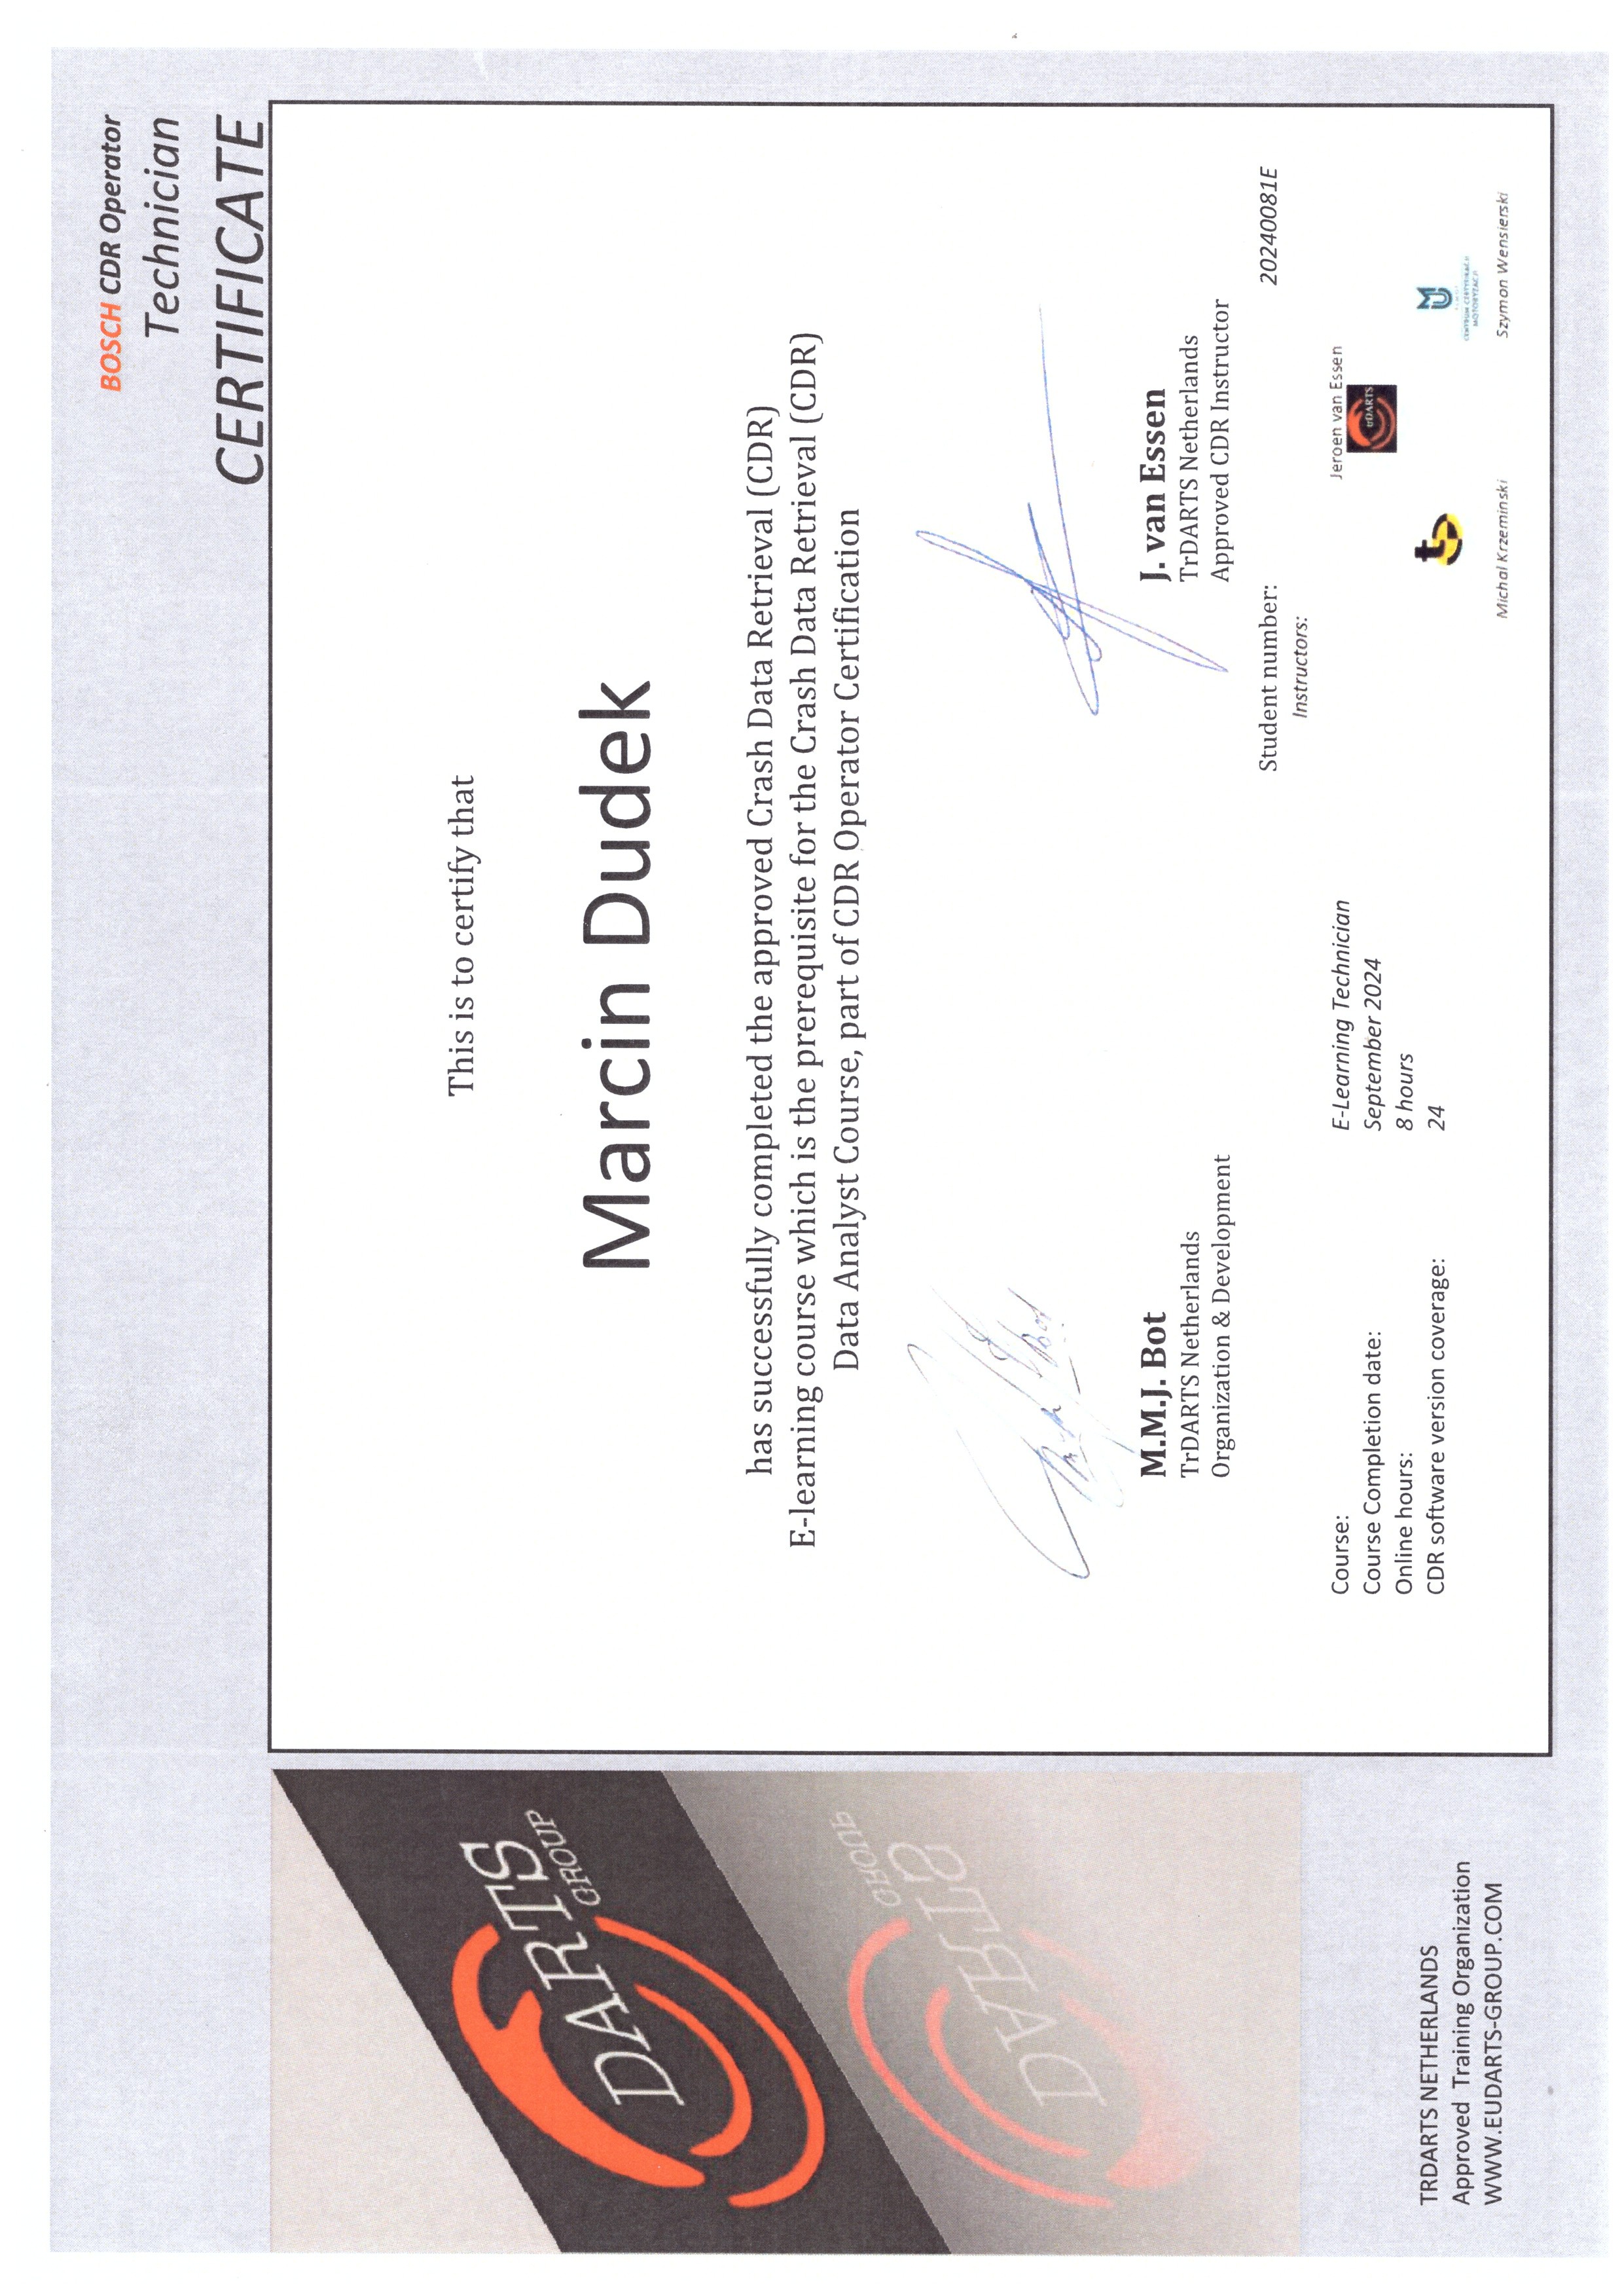 BOSCH CDR Operator
Technician
CERTIFICATE
DARTS
GROUP
This is to certify that
Marcin Dudek
has successfully completed the approved Crash Data Retrieval (CDR)
E-learning course which is the prerequisite for the Crash Data Retrieval (CDR)
Data Analyst Course, part of CDR Operator Certification
M.M.J. Bot
TrDARTS Netherlands
Organization & Development
J. van Essen
TrDARTS Netherlands
Approved CDR Instructor
Student number: 20240081E
Instructors:
Course: E-Learning Technician
Course Completion date: September 2024
Online hours: 8 hours
CDR software version coverage: 24
Jeroen van Essen
trDARTS
CENTRUM CERTYFIKACJI
MOTORYZACJI
Michal Krzeminski
Szymon Wensierski
TRDARTS NETHERLANDS
Approved Training Organization
WWW.EUDARTS-GROUP.COM